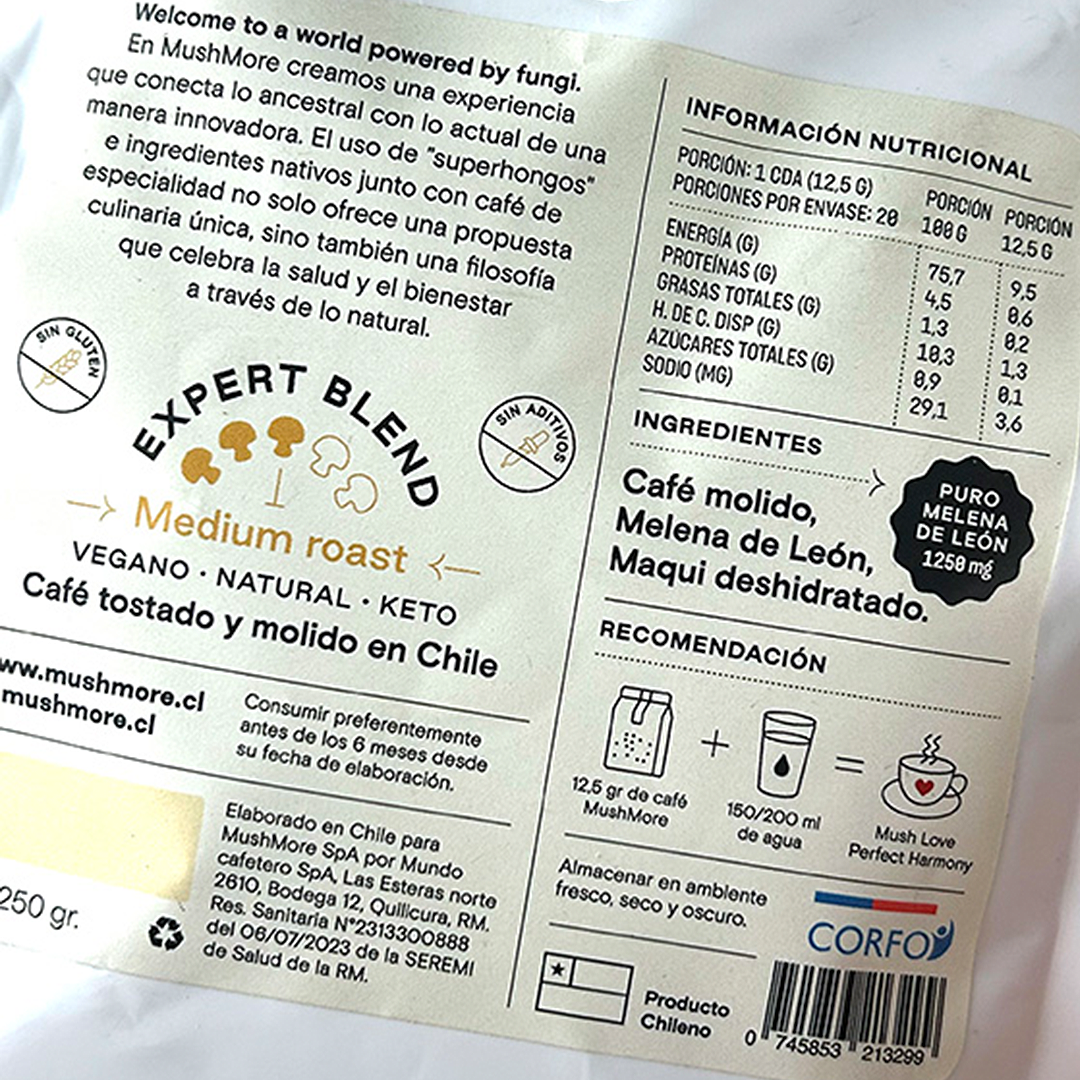 Welcome to a world powered by fungi.
En MushMore creamos una experiencia
que conecta lo ancestral con lo actual de una
manera innovadora. El uso de "superhongos"
e ingredientes nativos junto con café de
especialidad no solo ofrece una propuesta
culinaria única, sino también una filosofía
que celebra la salud y el bienestar
a través de lo natural.
SIN GLUTEN
EXPERT BLEND
SIN ADITIVOS
Medium roast
VEGANO · NATURAL · KETO
Café tostado y molido en Chile
www.mushmore.cl
mushmore.cl
Consumir preferentemente
antes de los 6 meses desde
su fecha de elaboración.
250 gr.
Elaborado en Chile para
MushMore SpA por Mundo
cafetero SpA, Las Esteras norte
2610, Bodega 12, Quilicura, RM.
Res. Sanitaria N°2313300888
del 06/07/2023 de la SEREMI
de Salud de la RM.
INFORMACIÓN NUTRICIONAL
PORCIÓN: 1 CDA (12,5 G)
PORCIONES POR ENVASE: 20
PORCIÓN 100 G
PORCIÓN 12,5 G
ENERGÍA (G) 75,7 9,5
PROTEÍNAS (G) 4,5 0,6
GRASAS TOTALES (G) 1,3 0,2
H. DE C. DISP (G) 10,3 1,3
AZÚCARES TOTALES (G) 0,9 0,1
SODIO (MG) 29,1 3,6
INGREDIENTES
Café molido,
Melena de León,
Maqui deshidratado.
PURO
MELENA
DE LEÓN
1250 mg
RECOMENDACIÓN
+ =
12,5 gr de café
MushMore
150/200 ml
de agua
Mush Love
Perfect Harmony
Almacenar en ambiente
fresco, seco y oscuro.
CORFO
Producto
Chileno
0 745853 213299